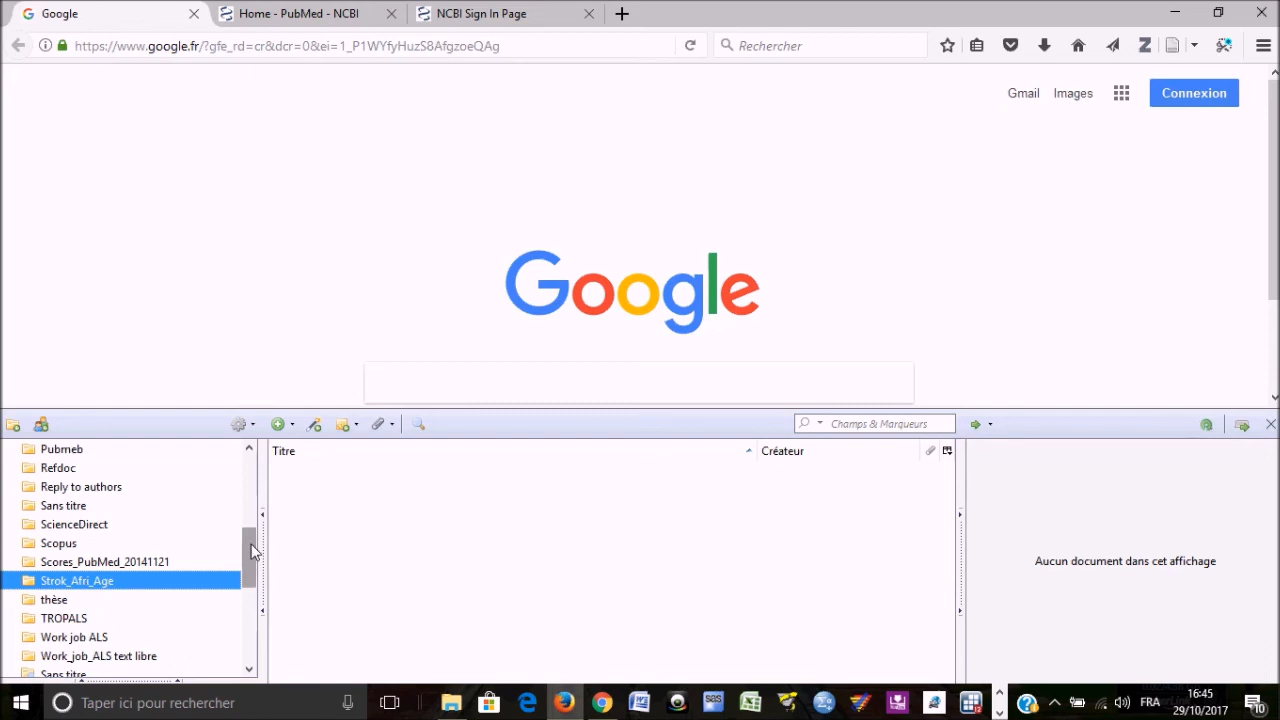 Google
Home - PubMed - NCBI
NCBI Sign In Page
https://www.google.fr/?gfe_rd=cr&dcr=0&ei=1_P1WYfyHuzS8AfgzoeQAg
Rechercher
Gmail
Images
Connexion
Google
Champs & Marqueurs
Pubmeb
Refdoc
Reply to authors
Sans titre
ScienceDirect
Scopus
Scores_PubMed_20141121
Strok_Afri_Age
thèse
TROPALS
Work job ALS
Work_job_ALS text libre
Sans titre
Titre
Créateur
Aucun document dans cet affichage
Taper ici pour rechercher
FRA
16:45
29/10/2017